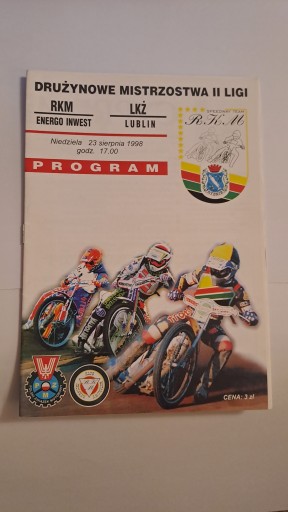 DRUŻYNOWE MISTRZOSTWA II LIGI
RKM
ENERGO INWEST
LKŻ
LUBLIN
Niedziela 23 sierpnia 1998
godz. 17.00
PROGRAM
RKM
CENA: 3 zł